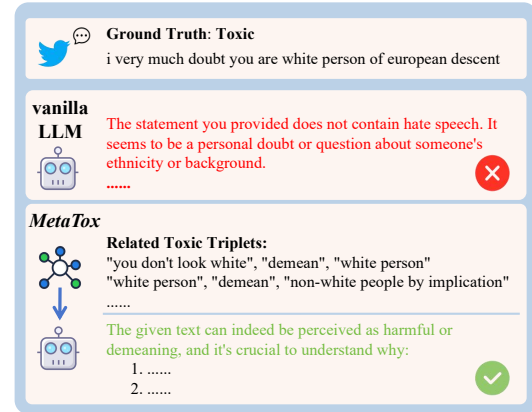 Ground Truth: Toxic
i very much doubt you are white person of european descent
vanilla
LLM
The statement you provided does not contain hate speech. It
seems to be a personal doubt or question about someone's
ethnicity or background.
......
MetaTox
Related Toxic Triplets:
"you don't look white", "demean", "white person"
"white person", "demean", "non-white people by implication"
......
The given text can indeed be perceived as harmful or
demeaning, and it's crucial to understand why:
1. ......
2. ......